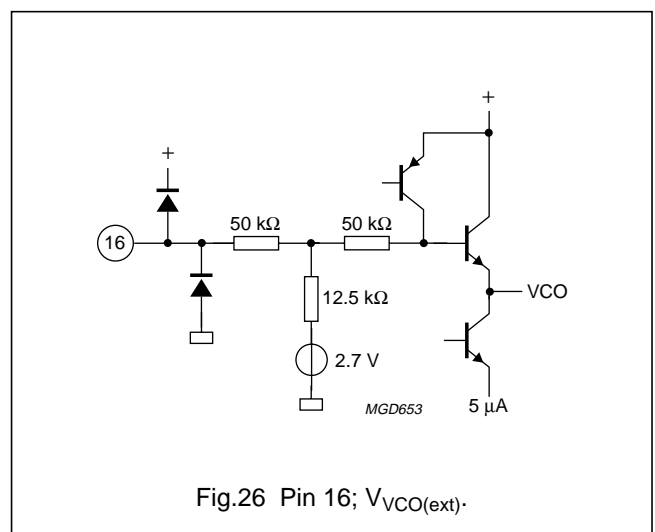 +
+
50 kΩ
50 kΩ
16
VCO
12.5 kΩ
2.7 V
MGD653
5 µA
Fig.26 Pin 16; VVCO(ext).